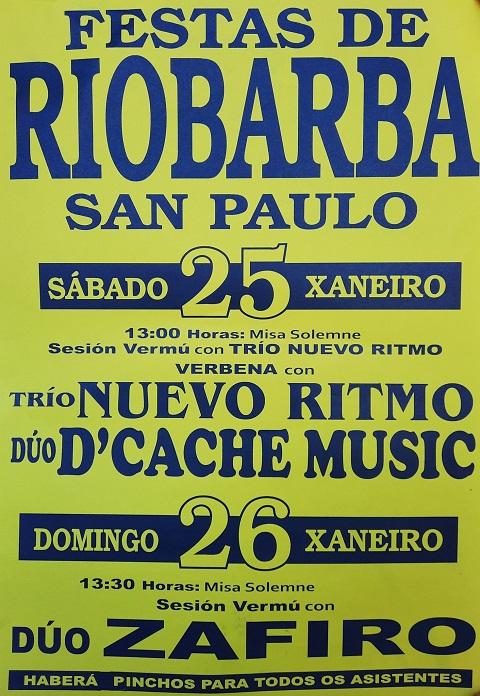 FESTAS DE
RIOBARBA
SAN PAULO
SÁBADO 25 XANEIRO
13:00 Horas: Misa Solemne
Sesión Vermú con TRÍO NUEVO RITMO
VERBENA con
TRÍO NUEVO RITMO
DÚO D'CACHE MUSIC
DOMINGO 26 XANEIRO
13:30 Horas: Misa Solemne
Sesión Vermú con
DÚO ZAFIRO
HABERÁ PINCHOS PARA TODOS OS ASISTENTES